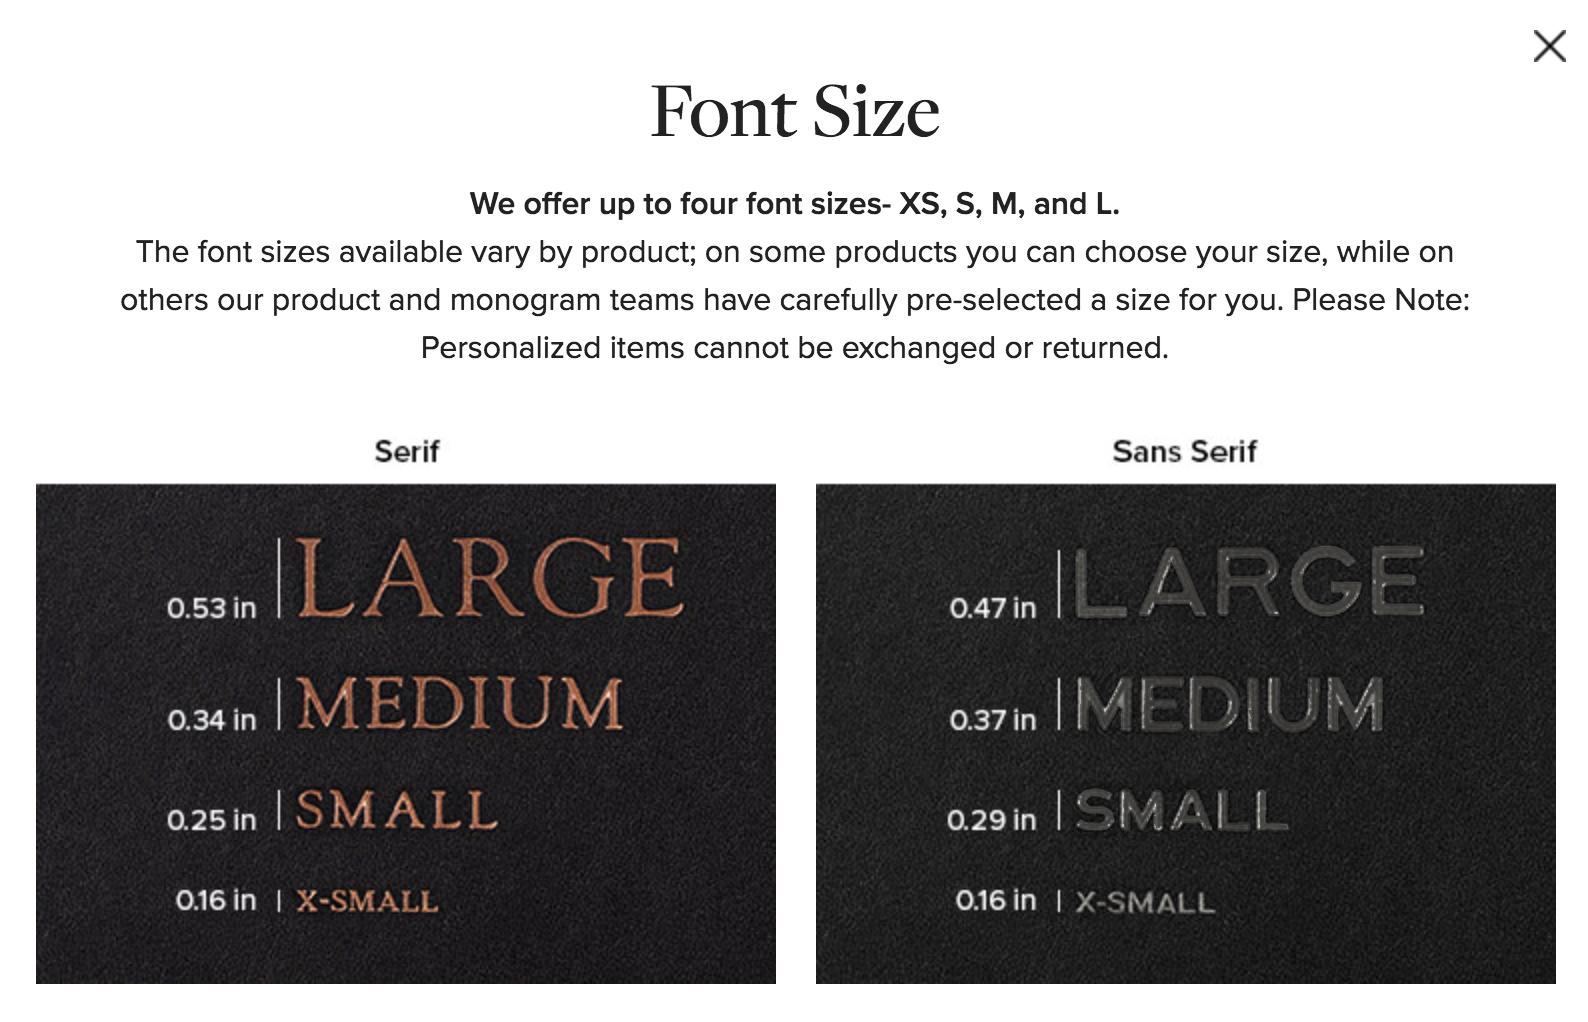 Font Size
We offer up to four font sizes- XS, S, M, and L.
The font sizes available vary by product; on some products you can choose your size, while on
others our product and monogram teams have carefully pre-selected a size for you. Please Note:
Personalized items cannot be exchanged or returned.
Serif
0.53 in LARGE
0.34 in MEDIUM
0.25 in SMALL
0.16 in X-SMALL
Sans Serif
0.47 in LARGE
0.37 in MEDIUM
0.29 in SMALL
0.16 in X-SMALL